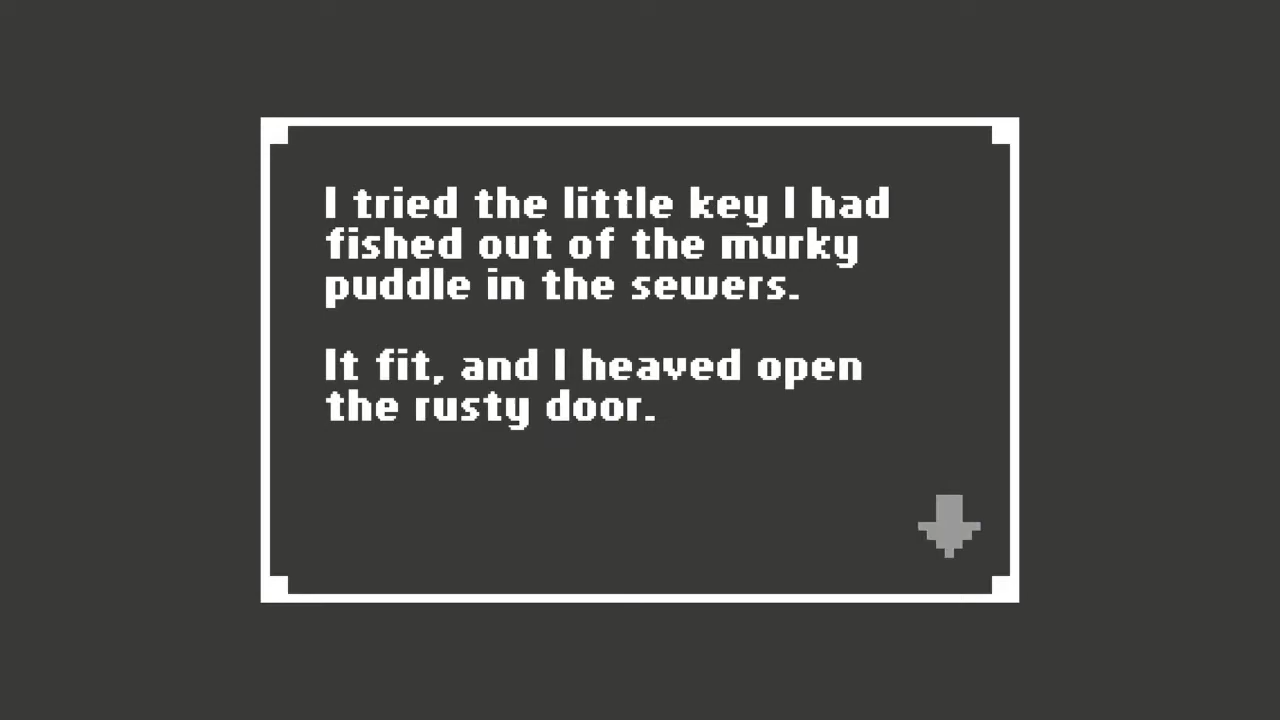 I tried the little key I had
fished out of the murky
puddle in the sewers.
It fit, and I heaved open
the rusty door.